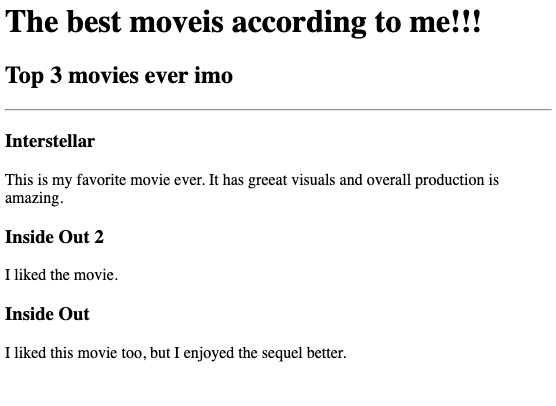 The best moveis according to me!!!
Top 3 movies ever imo
Interstellar
This is my favorite movie ever. It has greeat visuals and overall production is
amazing.
Inside Out 2
I liked the movie.
Inside Out
I liked this movie too, but I enjoyed the sequel better.